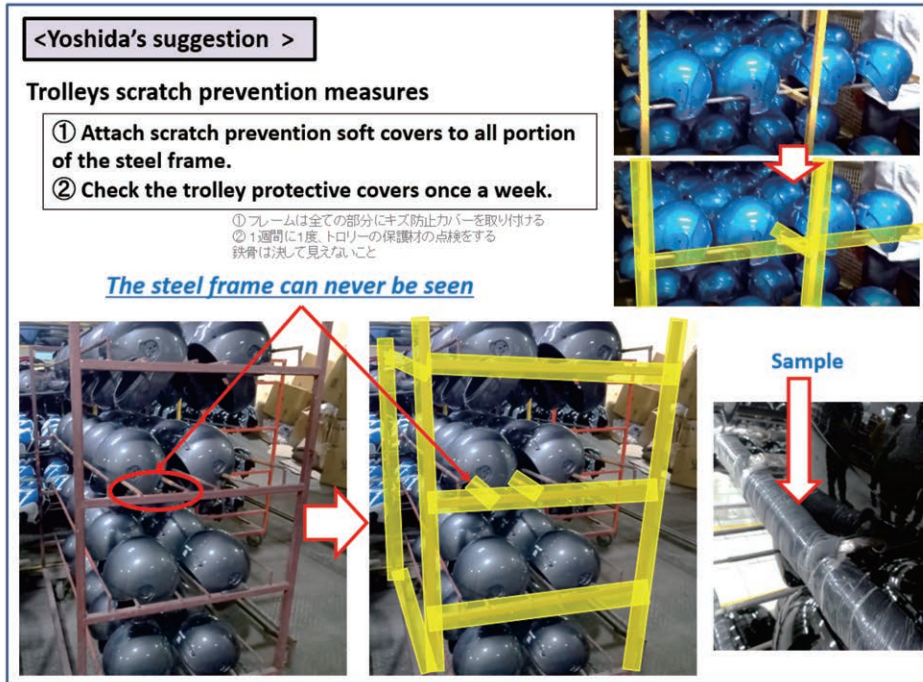 <Yoshida's suggestion >
Trolleys scratch prevention measures
① Attach scratch prevention soft covers to all portion
of the steel frame.
② Check the trolley protective covers once a week.
①フレームは全ての部分にキズ防止カバーを取り付ける
②1週間に1度、トロリーの保護材の点検をする
鉄骨は決して見えないこと
The steel frame can never be seen
Sample